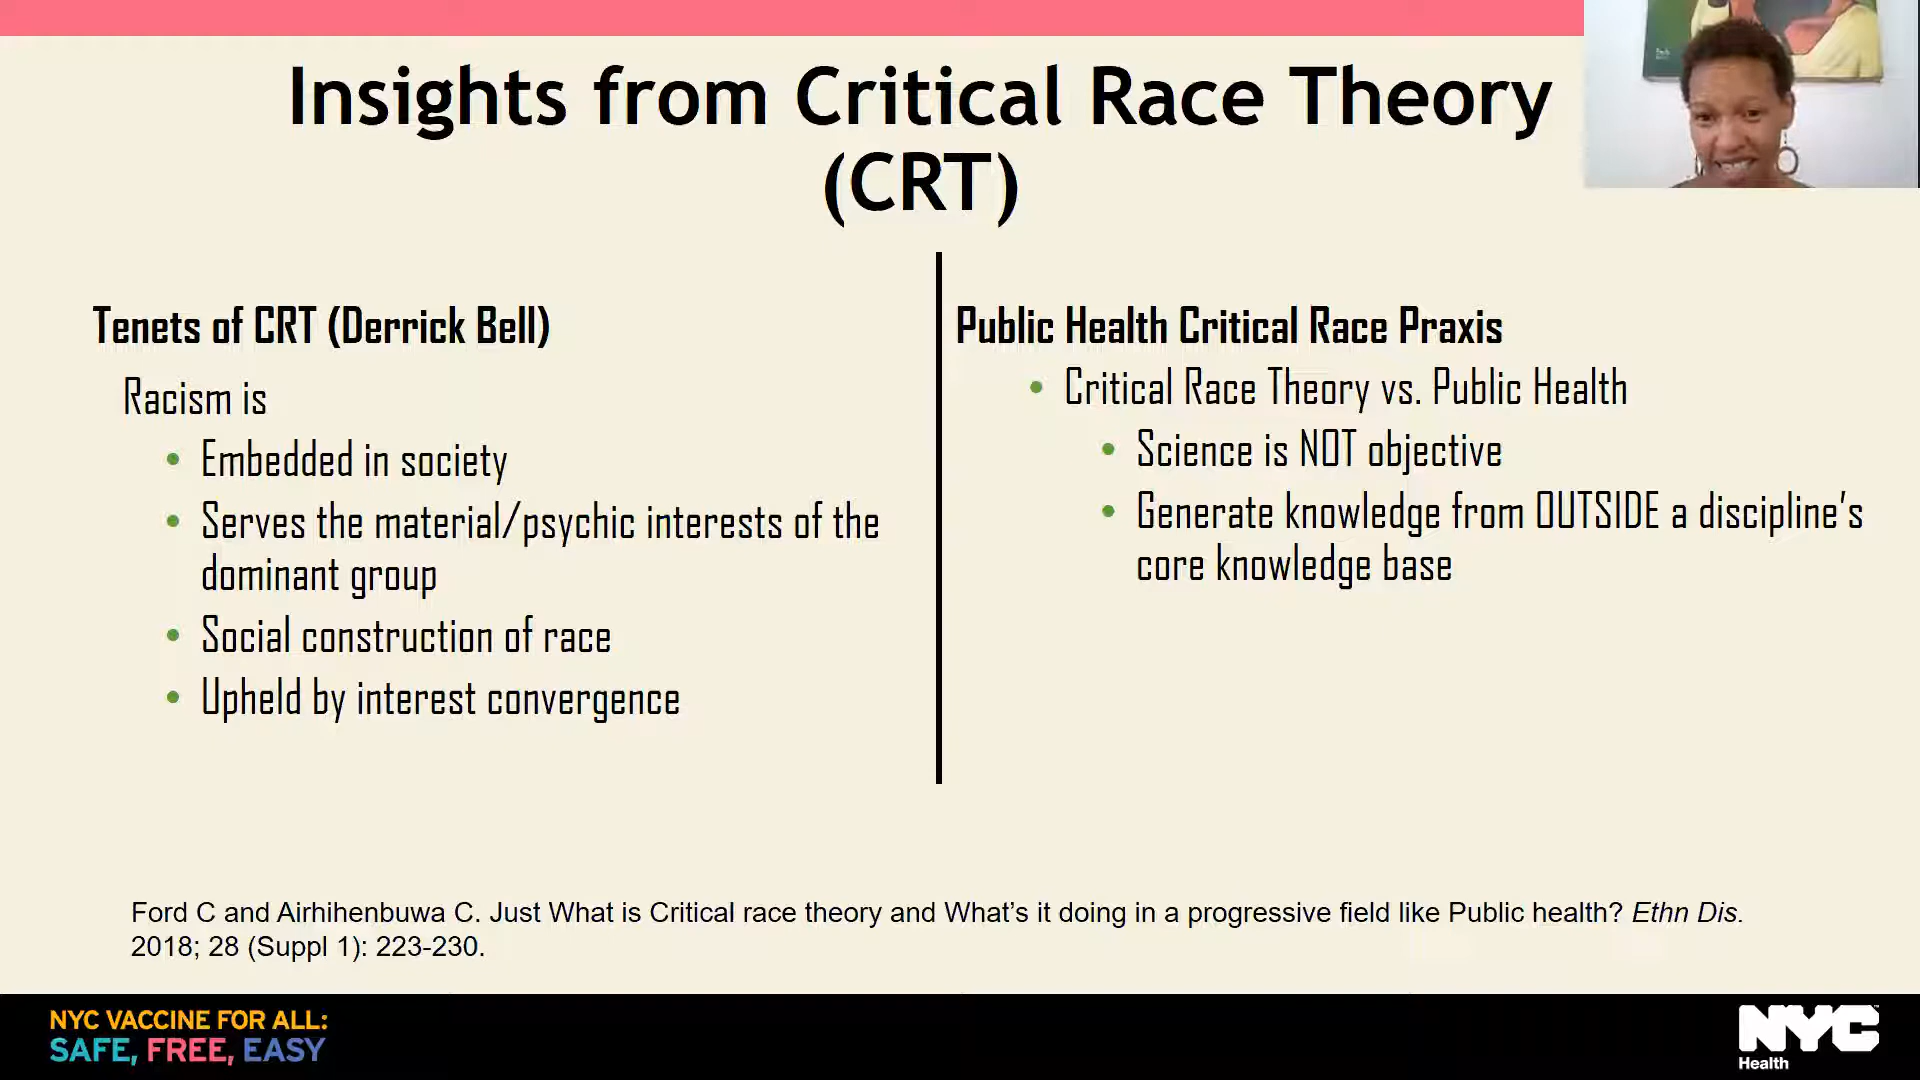 Insights from Critical Race Theory
(CRT)
Tenets of CRT (Derrick Bell)
Racism is
• Embedded in society
• Serves the material/psychic interests of the
dominant group
• Social construction of race
• Upheld by interest convergence
Public Health Critical Race Praxis
• Critical Race Theory vs. Public Health
• Science is NOT objective
• Generate knowledge from OUTSIDE a discipline's
core knowledge base
Ford C and Airhihenbuwa C. Just What is Critical race theory and What's it doing in a progressive field like Public health? Ethn Dis.
2018; 28 (Suppl 1): 223-230.
NYC VACCINE FOR ALL:
SAFE, FREE, EASY
NYC
Health